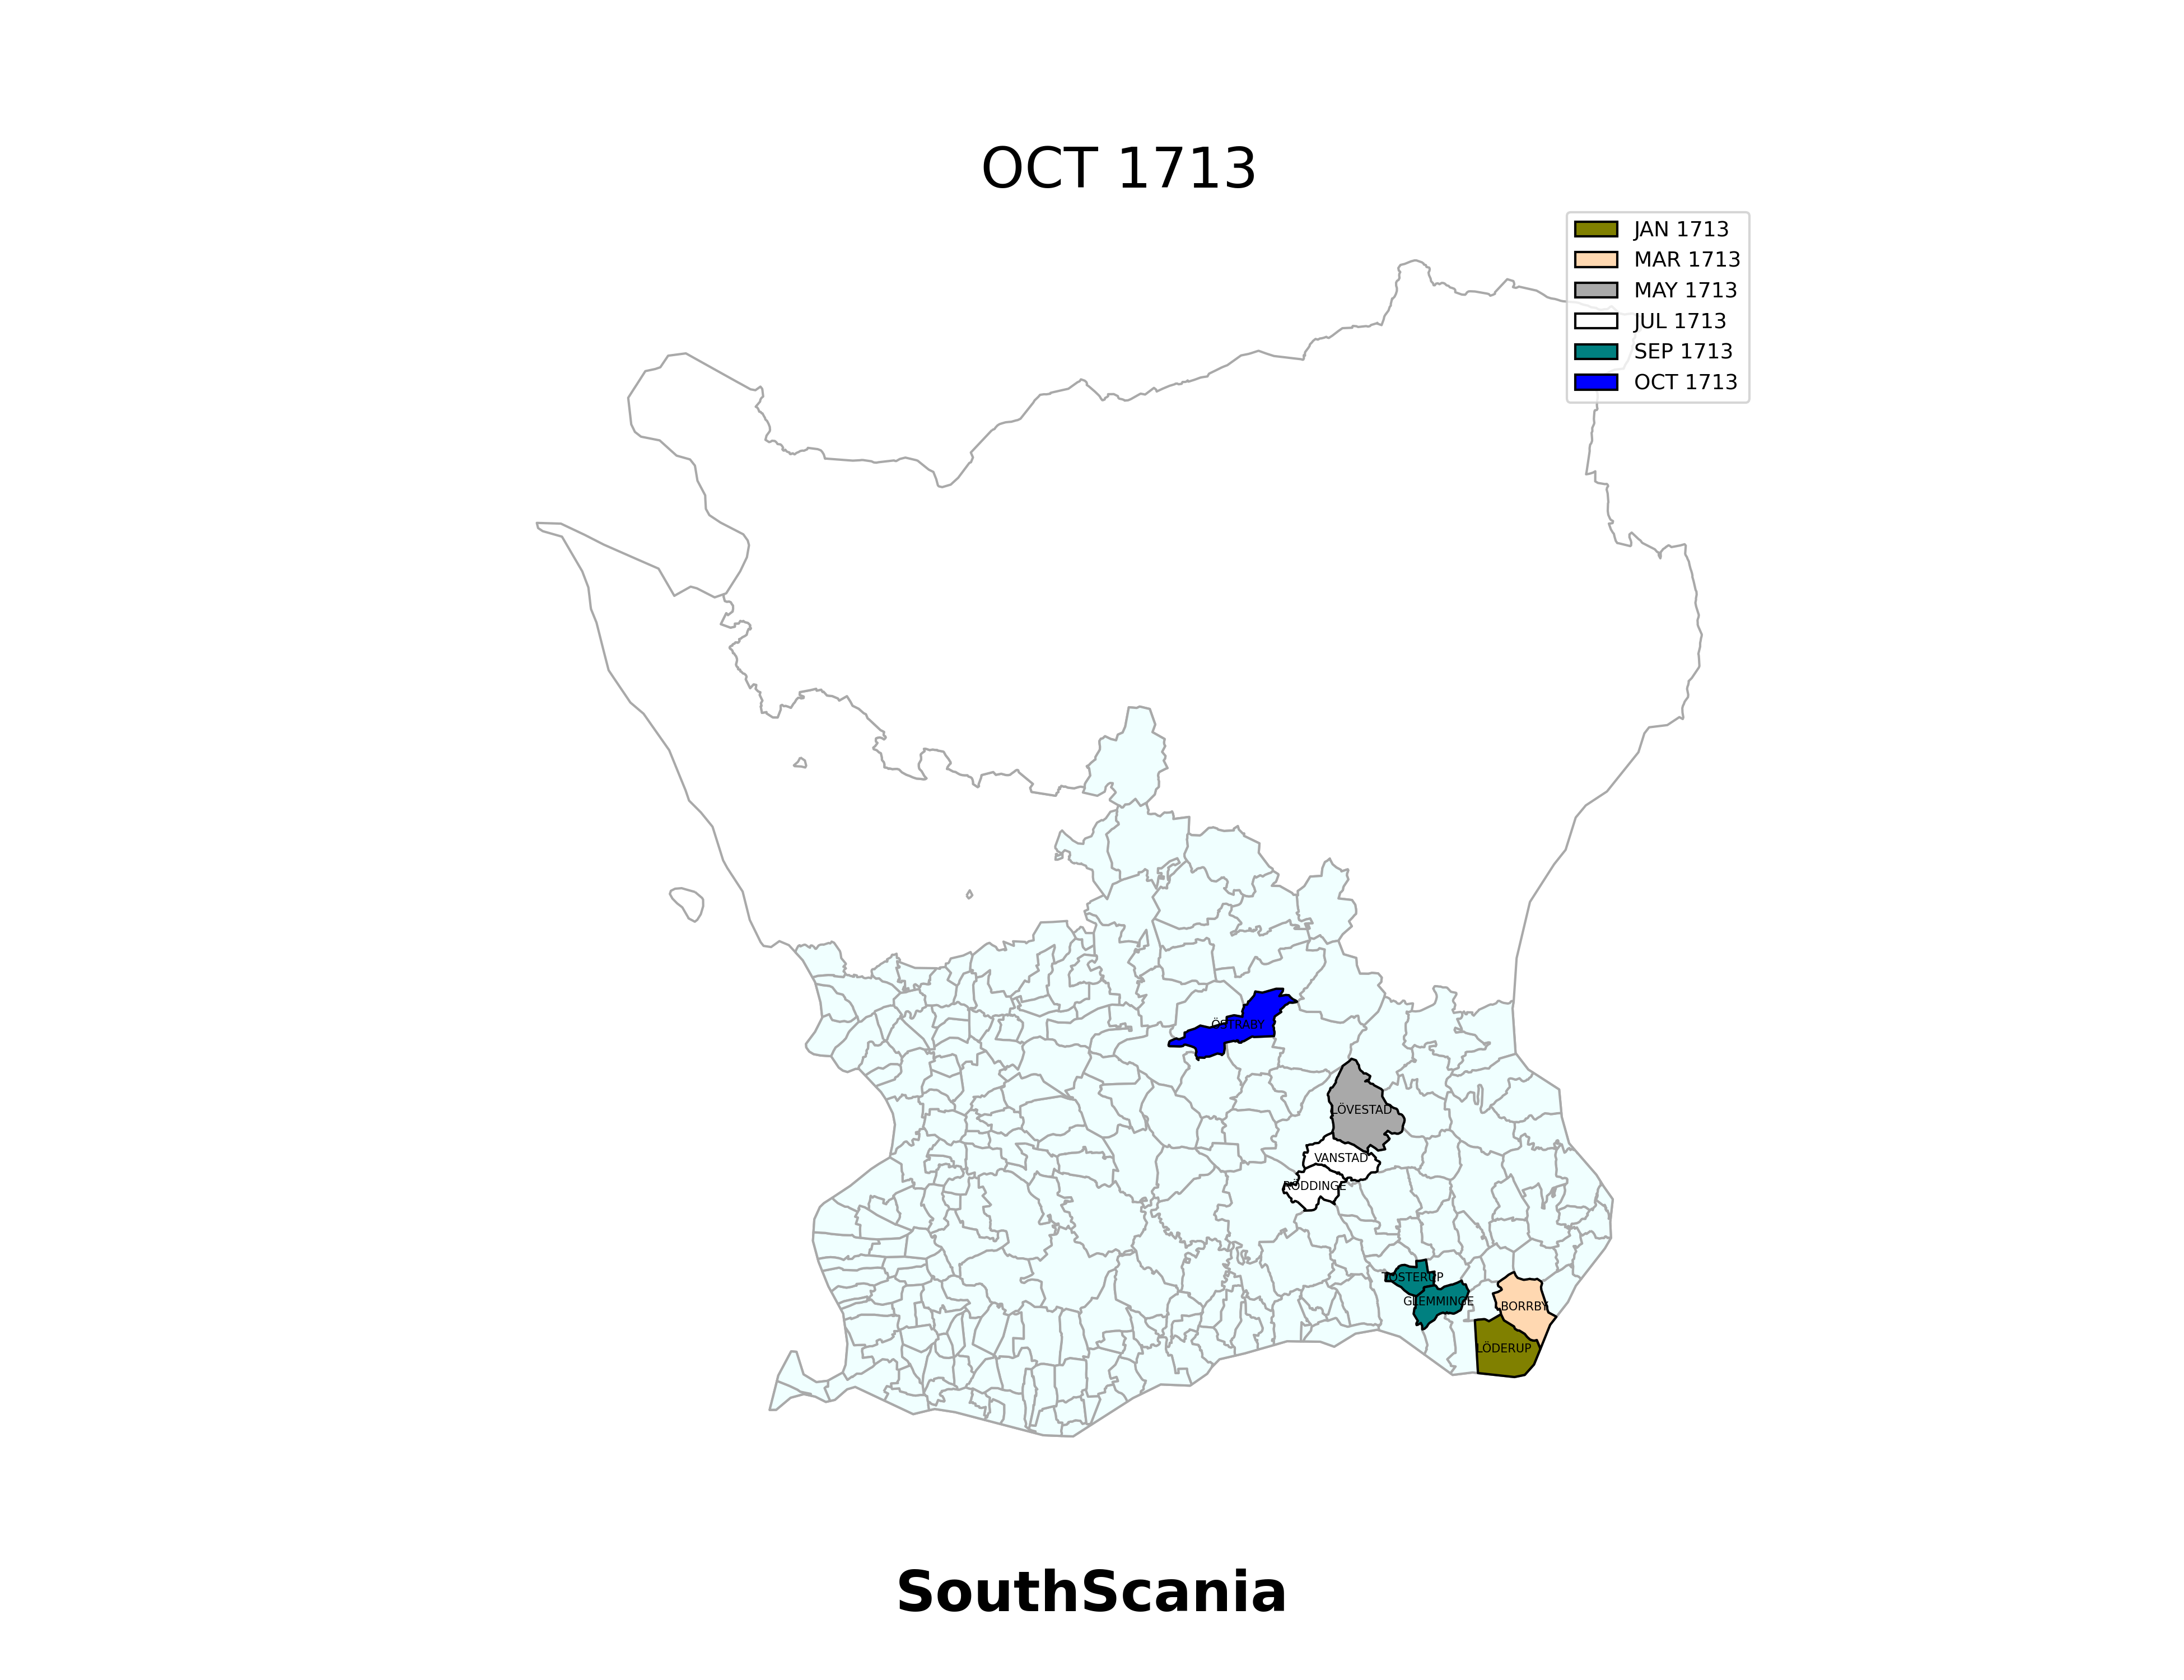 OCT 1713
JAN 1713
MAR 1713
MAY 1713
JUL 1713
SEP 1713
OCT 1713
ÖSTRABY
LÖVESTAD
VANSTAD
RÖDDINGE
TOSTERUP
GLEMMINGE
BORRBY
LÖDERUP
SouthScania